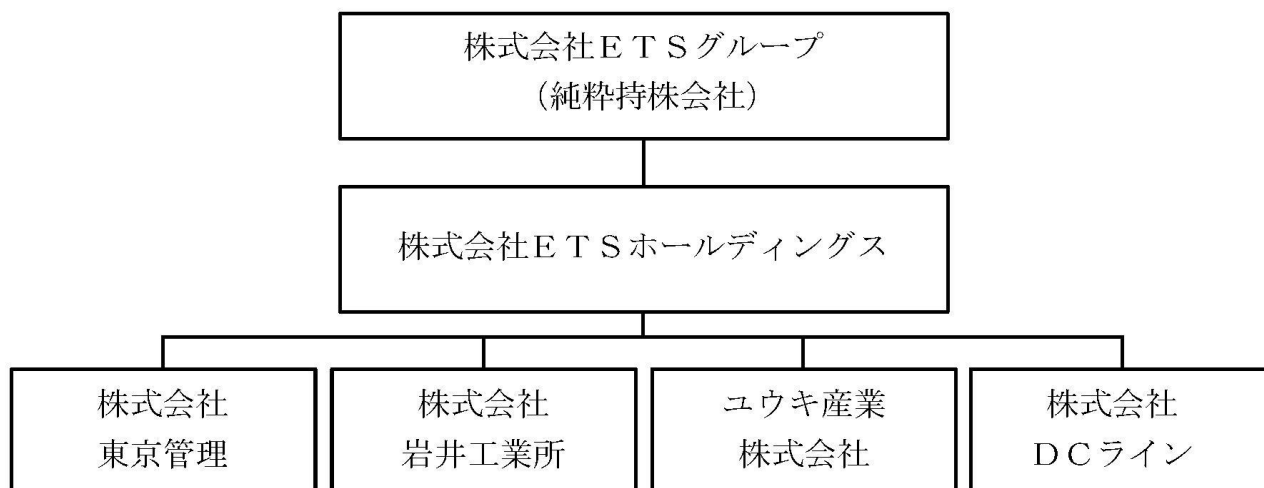 株式会社ＥＴＳグループ
（純粋持株会社）
株式会社ＥＴＳホールディングス
株式会社
東京管理
株式会社
岩井工業所
ユウキ産業
株式会社
株式会社
ＤＣライン